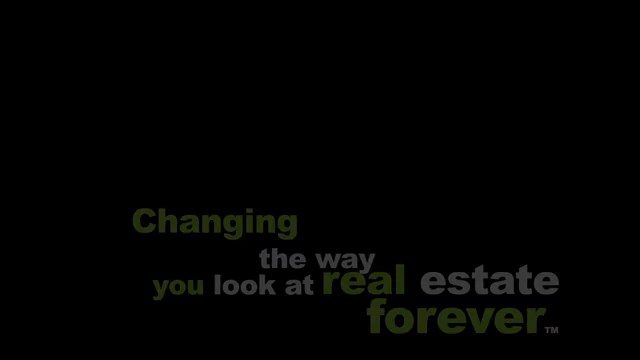 Changing
the way
you look at real estate
forever™